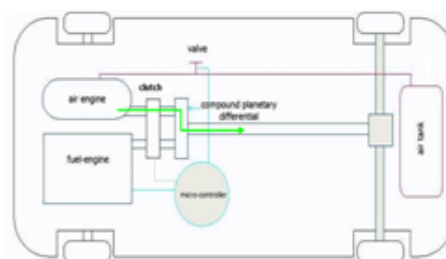 valve
clutch
air engine
compound planetary
differential
air tank
fuel-engine
micro-controller